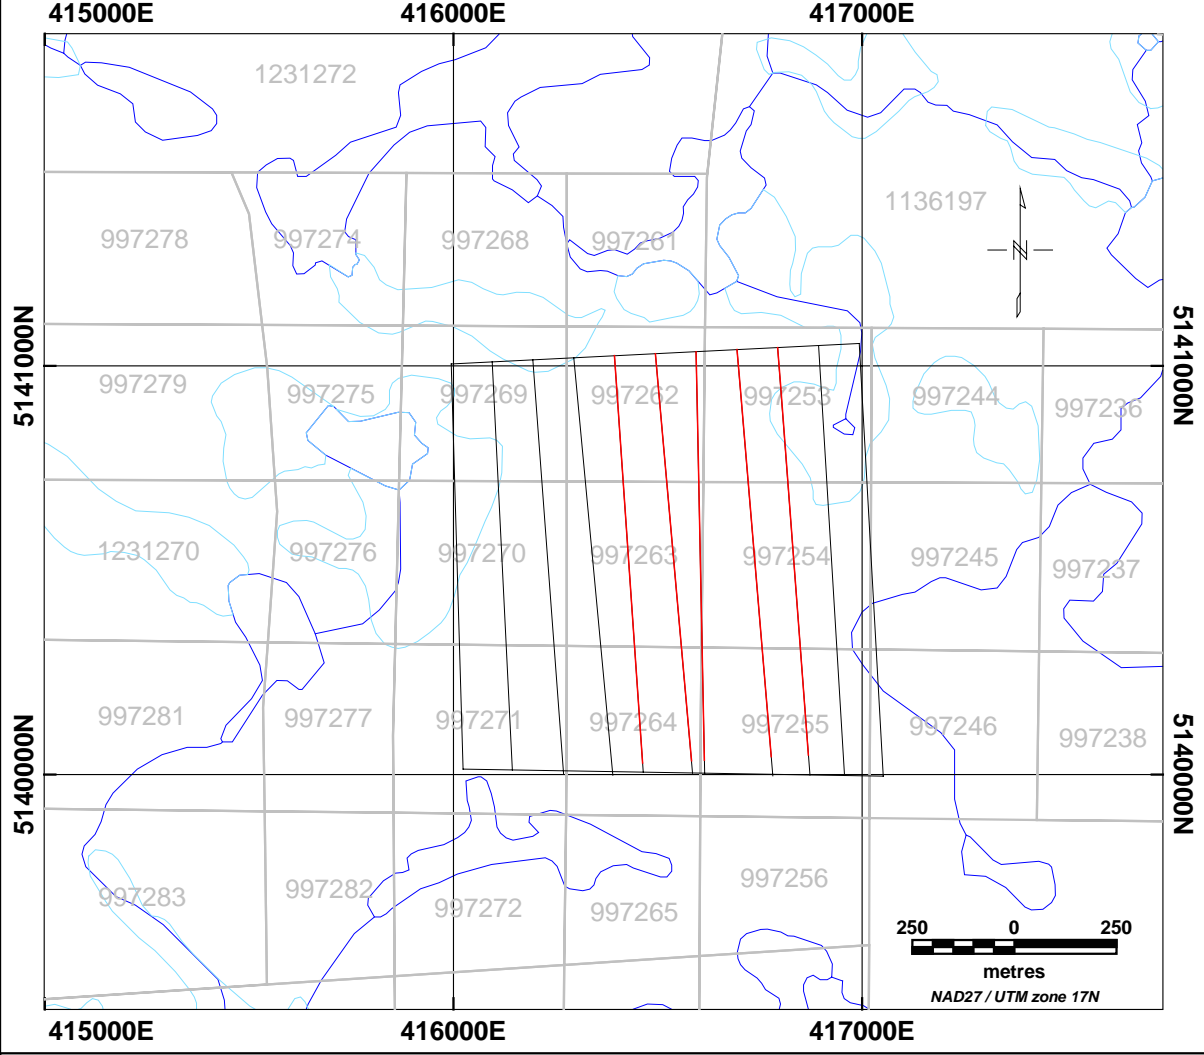 415000E 416000E 417000E
1231272
1136197
997278 997274 997268 997261
N
5141000N 5141000N
997279 997275 997269 997262 997253 997244 997236
1231270 997276 997270 997263 997254 997245 997237
997281 997277 997271 997264 997255 997246 997238
5140000N 5140000N
997283 997282 997272 997265 997256
250 0 250
metres
NAD27 / UTM zone 17N
415000E 416000E 417000E